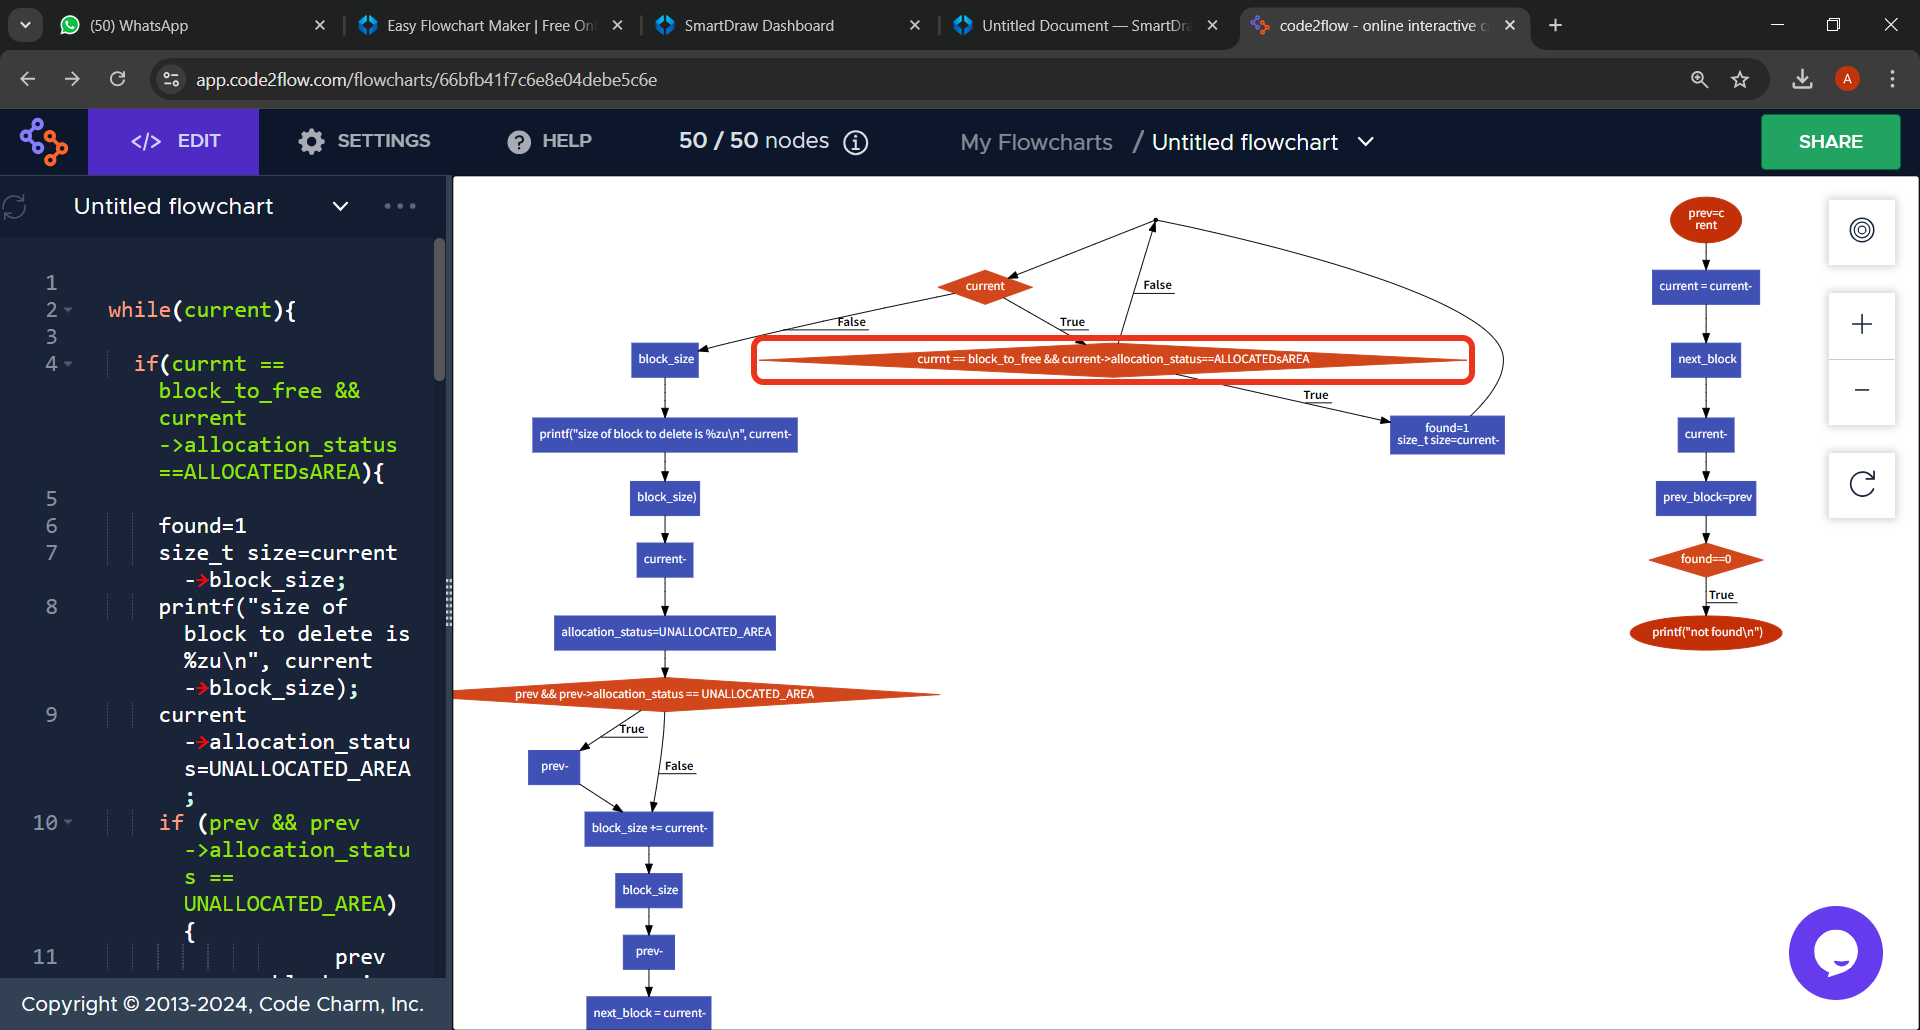 (50) WhatsApp
Easy Flowchart Maker | Free On
SmartDraw Dashboard
Untitled Document — SmartDra
code2flow - online interactive c
app.code2flow.com/flowcharts/66bfb41f7c6e8e04debe5c6e
A
</> EDIT
SETTINGS
? HELP
50 / 50 nodes
My Flowcharts / Untitled flowchart
SHARE
Untitled flowchart
1
2 while(current){
3
4 if(currnt ==
block_to_free &&
current
->allocation_status
==ALLOCATEDsAREA){
5
6 found=1
7 size_t size=current
->block_size;
8 printf("size of
block to delete is
%zu\n", current
->block_size);
9 current
->allocation_statu
s=UNALLOCATED_AREA
;
10 if (prev && prev
->allocation_statu
s ==
UNALLOCATED_AREA)
{
11 prev
Copyright © 2013-2024, Code Charm, Inc.
current
False
True
False
block_size
currnt == block_to_free && current->allocation_status==ALLOCATEDsAREA
True
found=1
size_t size=current-
printf("size of block to delete is %zu\n", current-
block_size)
current-
allocation_status=UNALLOCATED_AREA
prev && prev->allocation_status == UNALLOCATED_AREA
True
prev-
False
block_size += current-
block_size
prev-
next_block = current-
prev=c
rent
current = current-
next_block
current-
prev_block=prev
found==0
True
printf("not found\n")